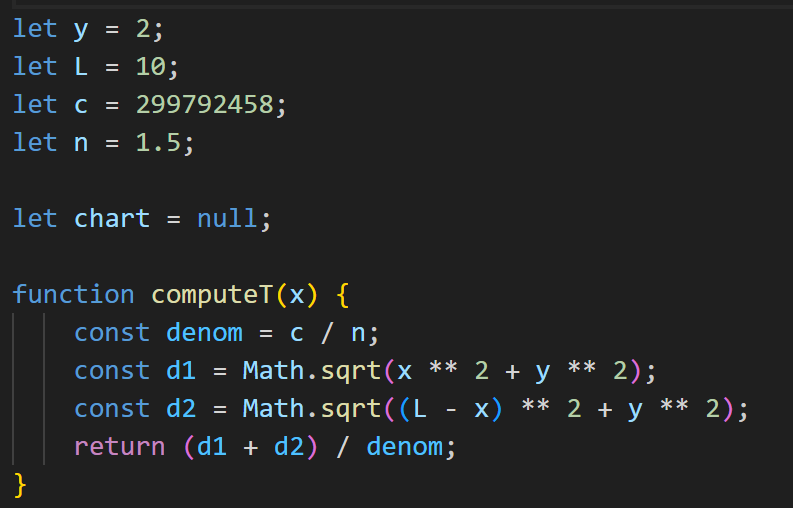 let y = 2;
let L = 10;
let c = 299792458;
let n = 1.5;
let chart = null;
function computeT(x) {
    const denom = c / n;
    const d1 = Math.sqrt(x ** 2 + y ** 2);
    const d2 = Math.sqrt((L - x) ** 2 + y ** 2);
    return (d1 + d2) / denom;
}